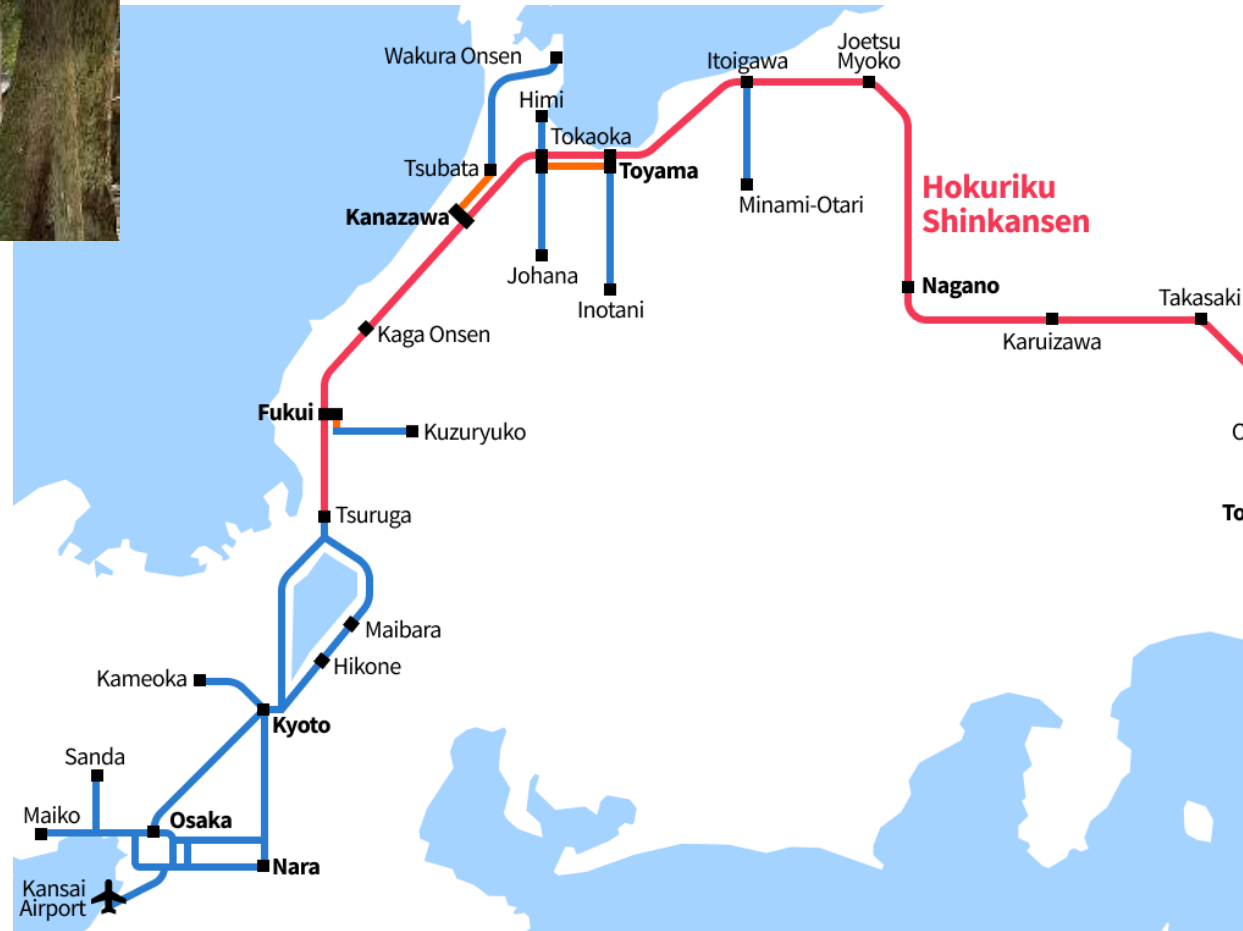 Wakura Onsen
Himi
Tokaoka
Toyama
Itoigawa
Joetsu
Myoko
Tsubata
Kanazawa
Minami-Otari
Hokuriku
Shinkansen
Johana
Inotani
Nagano
Takasaki
Karuizawa
Kaga Onsen
Fukui
Kuzuryuko
Tsuruga
To
Maibara
Hikone
Kameoka
Kyoto
Sanda
Maiko
Osaka
Nara
Kansai
Airport